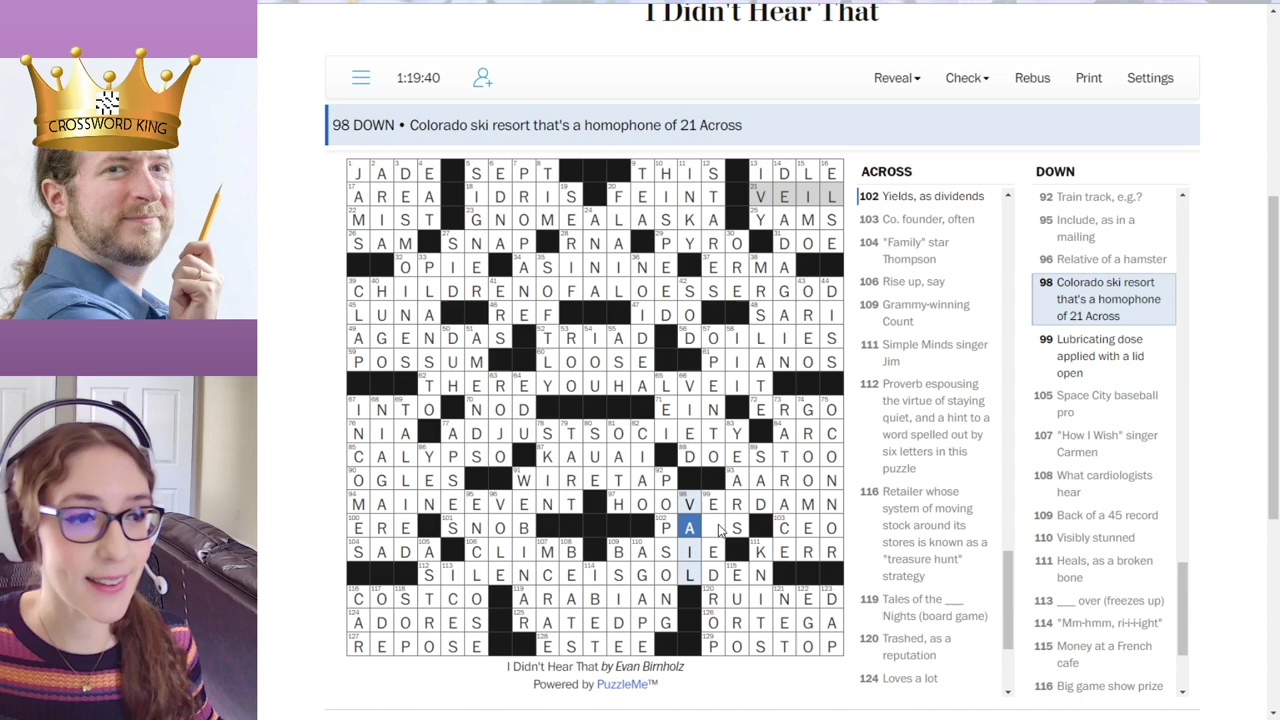 I Didn't Hear That
1:19:40
Reveal
Check
Rebus
Print
Settings
98 DOWN • Colorado ski resort that's a homophone of 21 Across
CROSSWORD KING
J A D E S E P T T H I S I D L E
A R E A I D R I S F E I N T V E I L
M I S T G N O M E A L A S K A Y A M S
S A M S N A P R N A P Y R O D O E
O P I E A S I N I N E E R M A
C H I L D R E N O F A L O E S S E R G O D
L U N A R E F I D O S A R I
A G E N D A S T R I A D D O I L I E S
P O S S U M L O O S E P I A N O S
T H E R E Y O U H A L V E I T
I N T O N O D E I N E R G O
N I A A D J U S T S O C I E T Y A R C
C A L Y P S O K A U A I D O E S T O O
O G L E S W I R E T A P A A R O N
M A I N E E V E N T H O O V E R D A M N
E R E S N O B P A Y S C E O
S A D A C L I M B B A S I E K E R R
S I L E N C E I S G O L D E N
C O S T C O A R A B I A N R U I N E D
A D O R E S R A T E D P G O R T E G A
R E P O S E E S T E E P O S T O P
I Didn't Hear That by Evan Birnholz
Powered by PuzzleMe™
ACROSS
102 Yields, as dividends
103 Co. founder, often
104 "Family" star
Thompson
106 Rise up, say
109 Grammy-winning
Count
111 Simple Minds singer
Jim
112 Proverb espousing
the virtue of staying
quiet, and a hint to a
word spelled out by
six letters in this
puzzle
116 Retailer whose
system of moving
stock around its
stores is known as a
"treasure hunt"
strategy
119 Tales of the ___
Nights (board game)
120 Trashed, as a
reputation
124 Loves a lot
DOWN
92 Train track, e.g.?
95 Include, as in a
mailing
96 Relative of a hamster
98 Colorado ski resort
that's a homophone
of 21 Across
99 Lubricating dose
applied with a lid
open
105 Space City baseball
pro
107 "How I Wish" singer
Carmen
108 What cardiologists
hear
109 Back of a 45 record
110 Visibly stunned
111 Heals, as a broken
bone
113 ___ over (freezes up)
114 "Mm-hmm, ri-i-i-ight"
115 Money at a French
cafe
116 Big game show prize